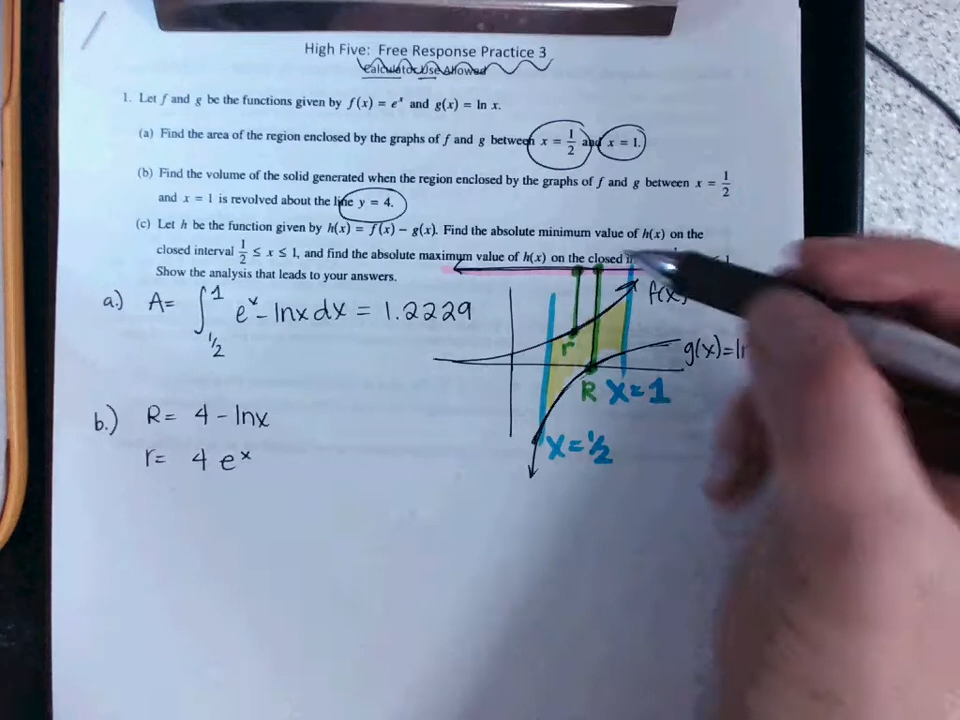 High Five: Free Response Practice 3
Calculator Use Allowed
1. Let f and g be the functions given by f(x) = e^x and g(x) = ln x.
(a) Find the area of the region enclosed by the graphs of f and g between x = 1/2 and x = 1.
(b) Find the volume of the solid generated when the region enclosed by the graphs of f and g between x = 1/2
and x = 1 is revolved about the line y = 4.
(c) Let h be the function given by h(x) = f(x) − g(x). Find the absolute minimum value of h(x) on the
closed interval 1/2 ≤ x ≤ 1, and find the absolute maximum value of h(x) on the closed
Show the analysis that leads to your answers.
a.) A= ∫_{1/2}^{1} e^x − lnx dx = 1.2229
f(x)
r
g(x)=
R x=1
b.) R= 4 − lnx
x=1/2
r= 4 e^x